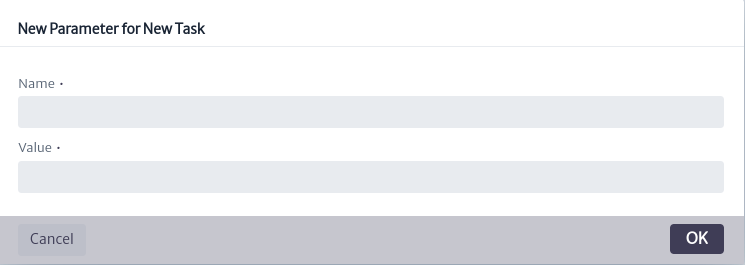 New Parameter for New Task
Name •
Value •
Cancel
OK